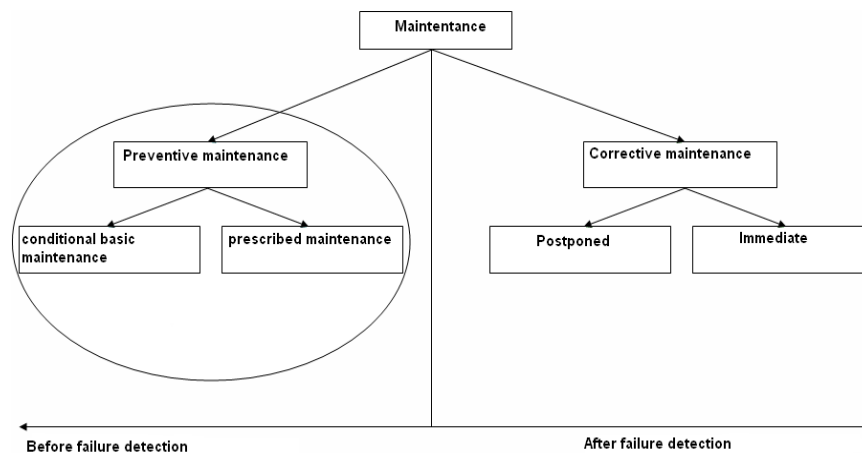 Maintentance
Preventive maintenance
Corrective maintenance
conditional basic
maintenance
prescribed maintenance
Postponed
Immediate
Before failure detection
After failure detection